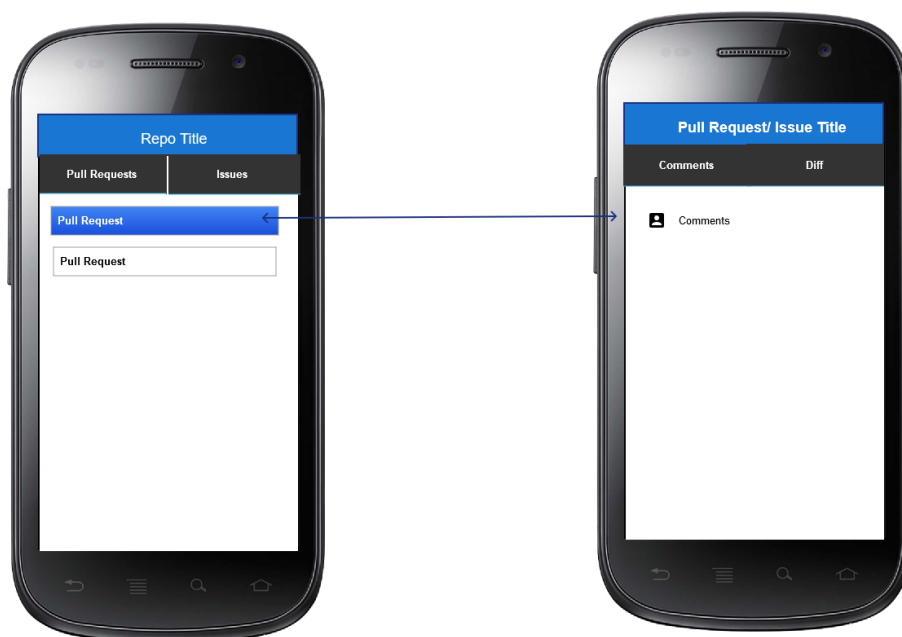 Repo Title
Pull Requests
Issues
Pull Request
Pull Request
Pull Request/ Issue Title
Comments
Diff
Comments